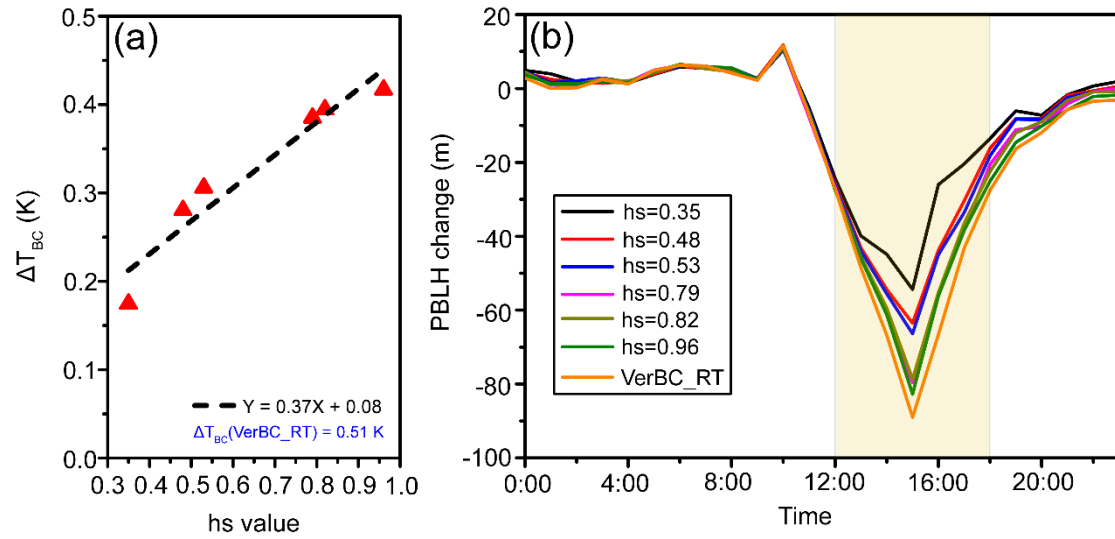 (a)
0.5
0.4
0.3
0.2
0.1
0.0
ΔT_BC (K)
Y = 0.37X + 0.08
ΔT_BC(VerBC_RT) = 0.51 K
0.3 0.4 0.5 0.6 0.7 0.8 0.9 1.0
hs value
(b)
20
0
-20
-40
-60
-80
-100
PBLH change (m)
hs=0.35
hs=0.48
hs=0.53
hs=0.79
hs=0.82
hs=0.96
VerBC_RT
0:00 4:00 8:00 12:00 16:00 20:00
Time